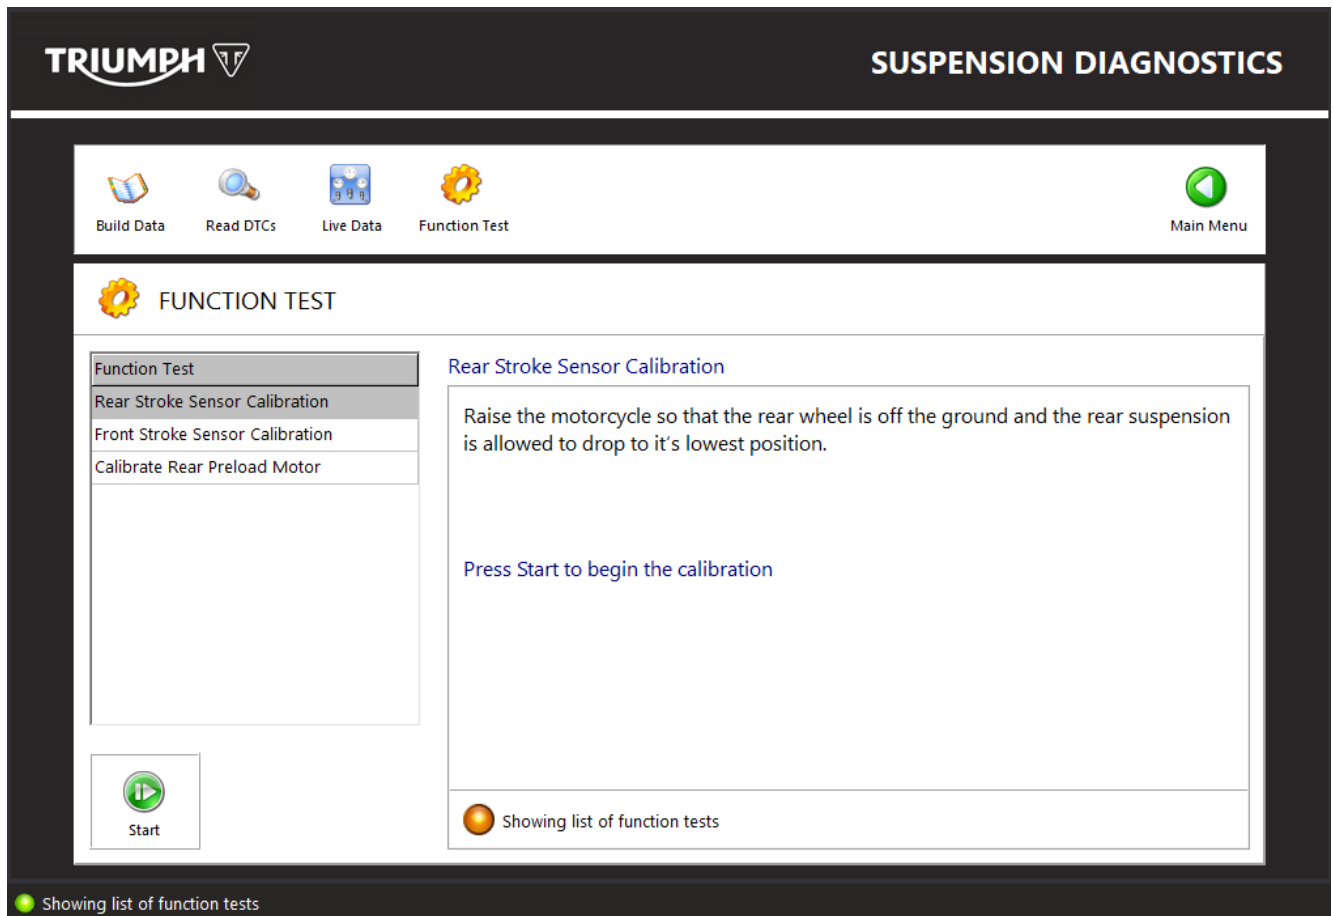 TRIUMPH
SUSPENSION DIAGNOSTICS
Build Data
Read DTCs
Live Data
Function Test
Main Menu
FUNCTION TEST
Function Test
Rear Stroke Sensor Calibration
Front Stroke Sensor Calibration
Calibrate Rear Preload Motor
Rear Stroke Sensor Calibration
Raise the motorcycle so that the rear wheel is off the ground and the rear suspension
is allowed to drop to it's lowest position.
Press Start to begin the calibration
Start
Showing list of function tests
Showing list of function tests